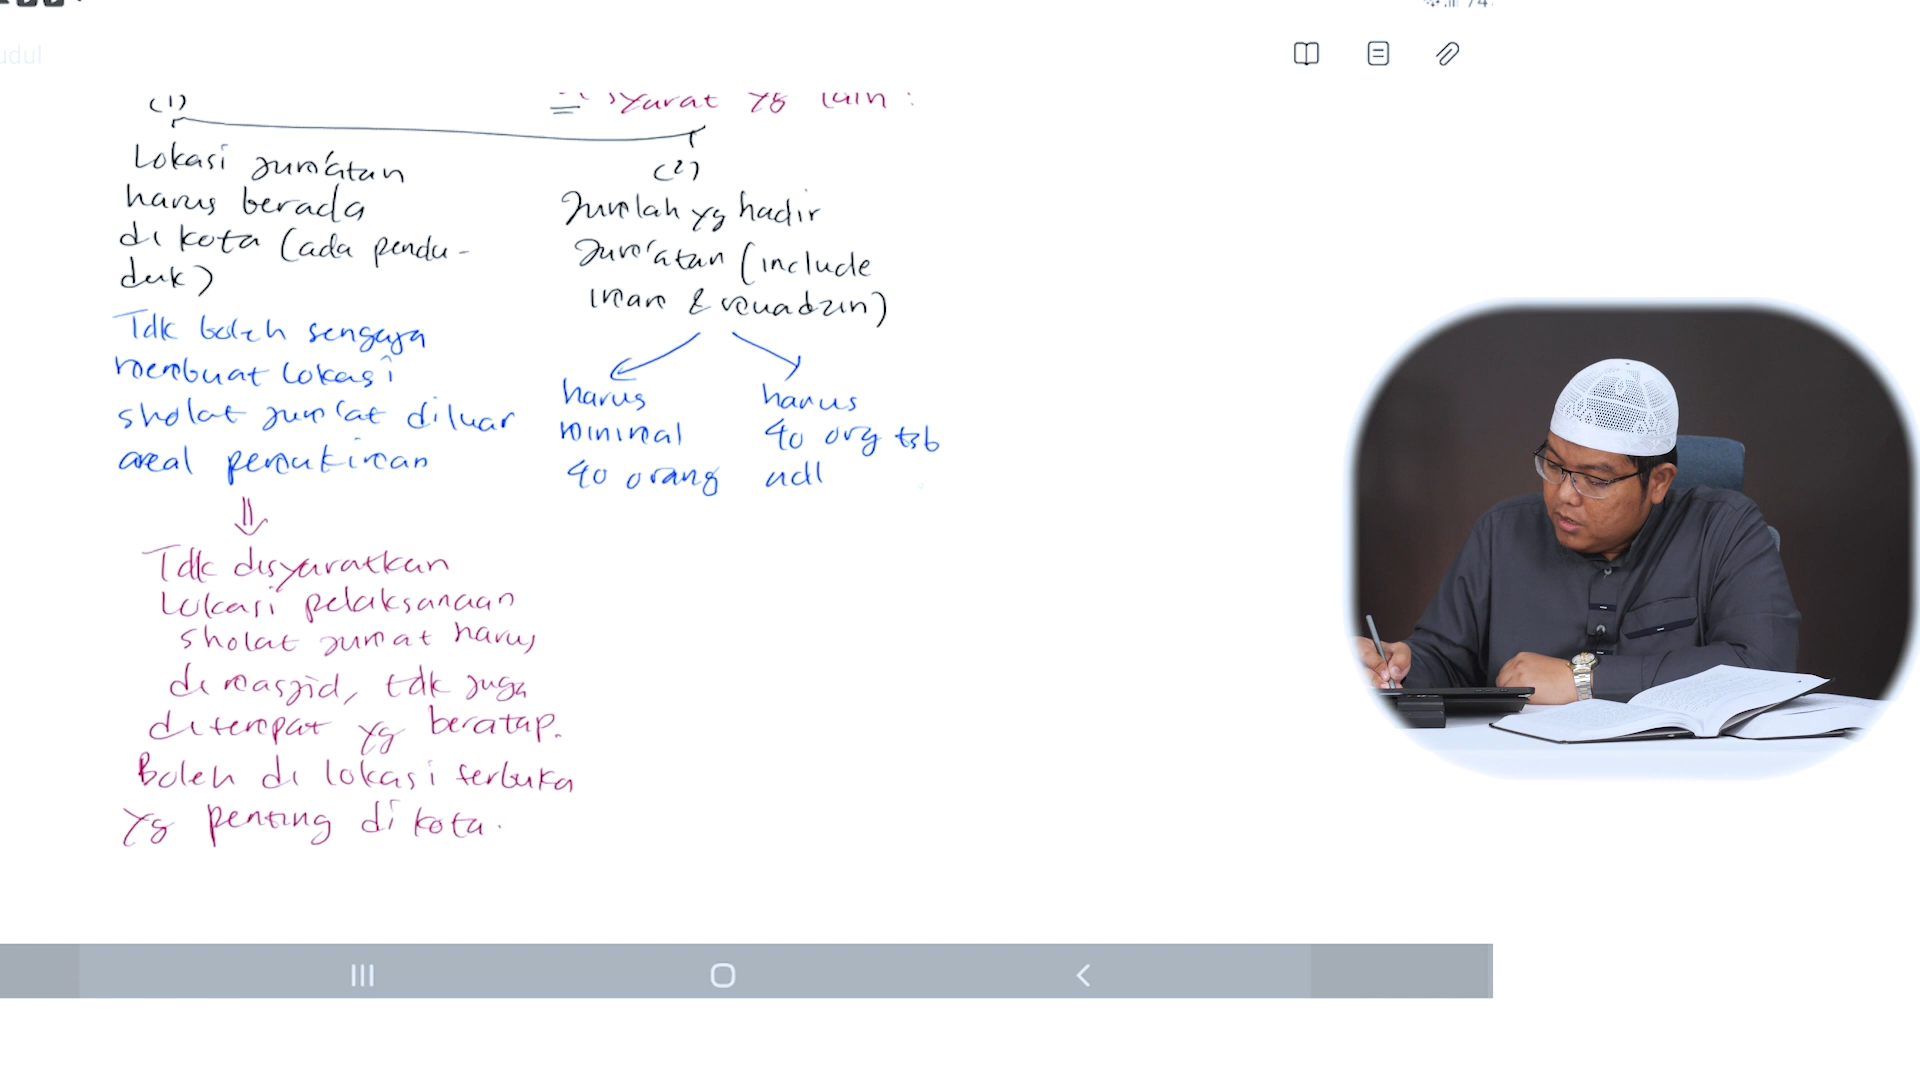 udul
syarat yg lain :
(1)
Lokasi Jum'atan
harus berada
di kota (ada pendu-
duk)
Tdk boleh sengaja
membuat lokasi
sholat jum'at diluar
areal pemukiman
⇓
Tdk disyaratkan
Lokasi pelaksanaan
sholat jumat harus
di masjid, tdk juga
ditempat yg beratap.
Boleh di lokasi terbuka
yg penting di kota.
(2)
Jumlah yg hadir
Jum'atan (include
imam & muadzin)
harus
minimal
40 orang
harus
40 org tsb